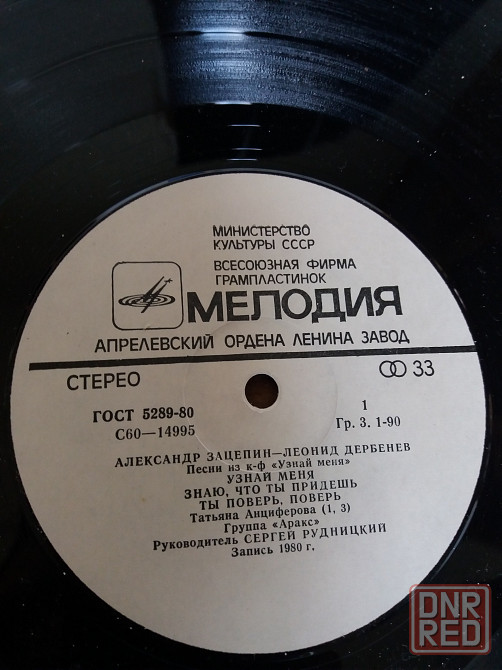 МИНИСТЕРСТВО
КУЛЬТУРЫ СССР
ВСЕСОЮЗНАЯ ФИРМА
ГРАМПЛАСТИНОК
МЕЛОДИЯ
АПРЕЛЕВСКИЙ ОРДЕНА ЛЕНИНА ЗАВОД
СТЕРЕО 33
ГОСТ 5289-80 1
С60—14995 Гр. 3. 1-90
АЛЕКСАНДР ЗАЦЕПИН—ЛЕОНИД ДЕРБЕНЕВ
Песни из к-ф «Узнай меня»
УЗНАЙ МЕНЯ
ЗНАЮ, ЧТО ТЫ ПРИДЕШЬ
ТЫ ПОВЕРЬ, ПОВЕРЬ
Татьяна Анциферова (1, 3)
Группа «Аракс»
Руководитель СЕРГЕЙ РУДНИЦКИЙ
Запись 1980 г.
DNR
RED